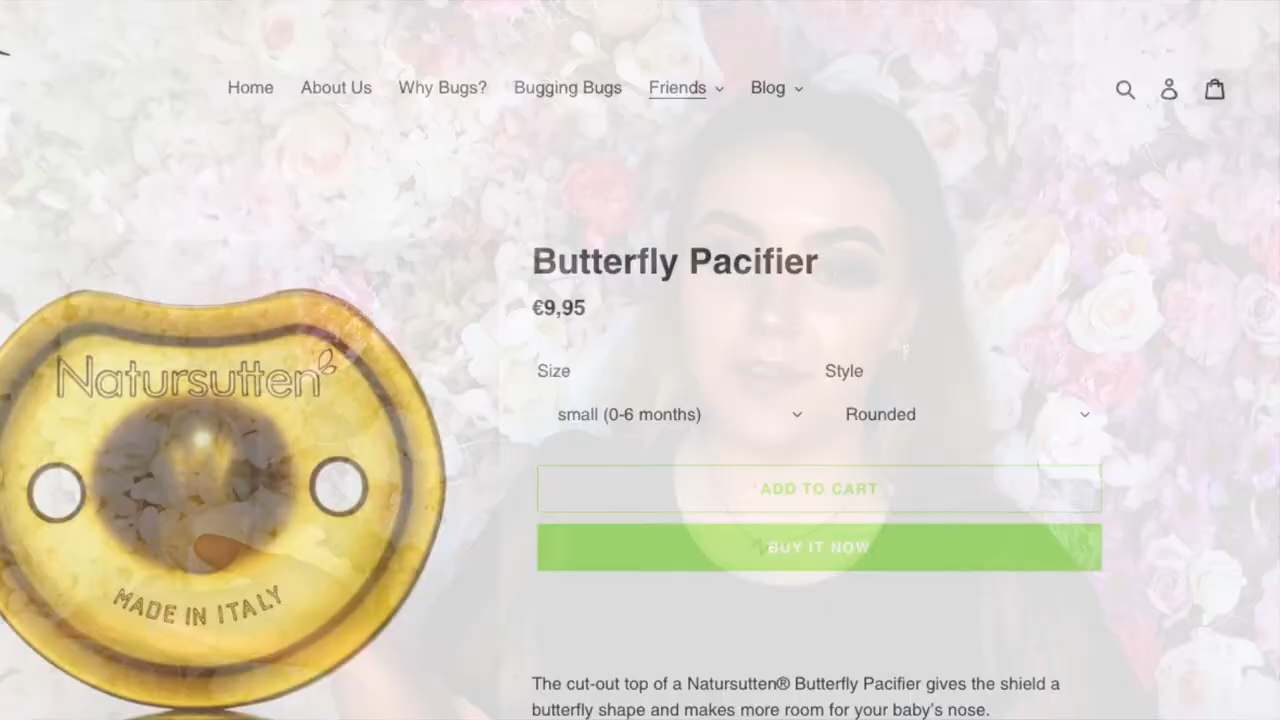 Home About Us Why Bugs? Bugging Bugs Friends Blog
Butterfly Pacifier
€9,95
Size Style
small (0-6 months) Rounded
ADD TO CART
BUY IT NOW
Natursutten
MADE IN ITALY
The cut-out top of a Natursutten® Butterfly Pacifier gives the shield a
butterfly shape and makes more room for your baby's nose.